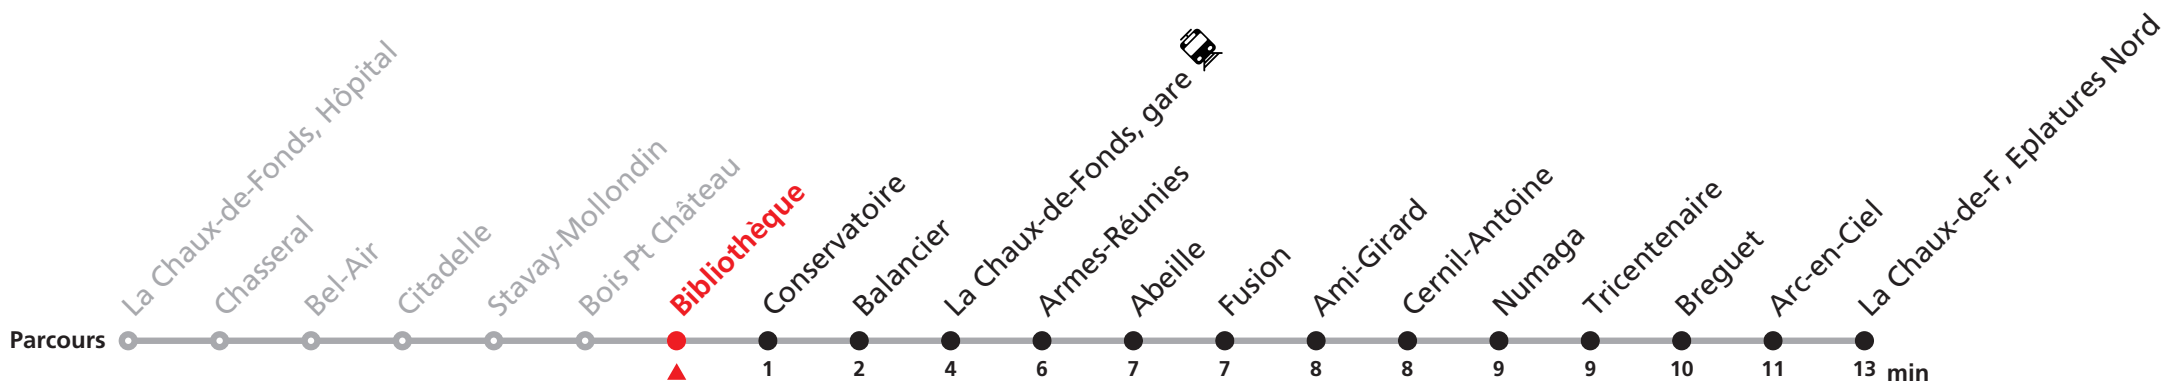 La Chaux-de-Fonds, Hôpital
Chasseral
Bel-Air
Citadelle
Stavay-Mollondin
Bois Pt Château
Bibliothèque
Conservatoire
Balancier
La Chaux-de-Fonds, gare
Armes-Réunies
Abeille
Fusion
Ami-Girard
Cernil-Antoine
Numaga
Tricentenaire
Breguet
Arc-en-Ciel
La Chaux-de-F, Eplatures Nord
Parcours
1 2 4 6 7 7 8 8 9 9 10 11 13 min